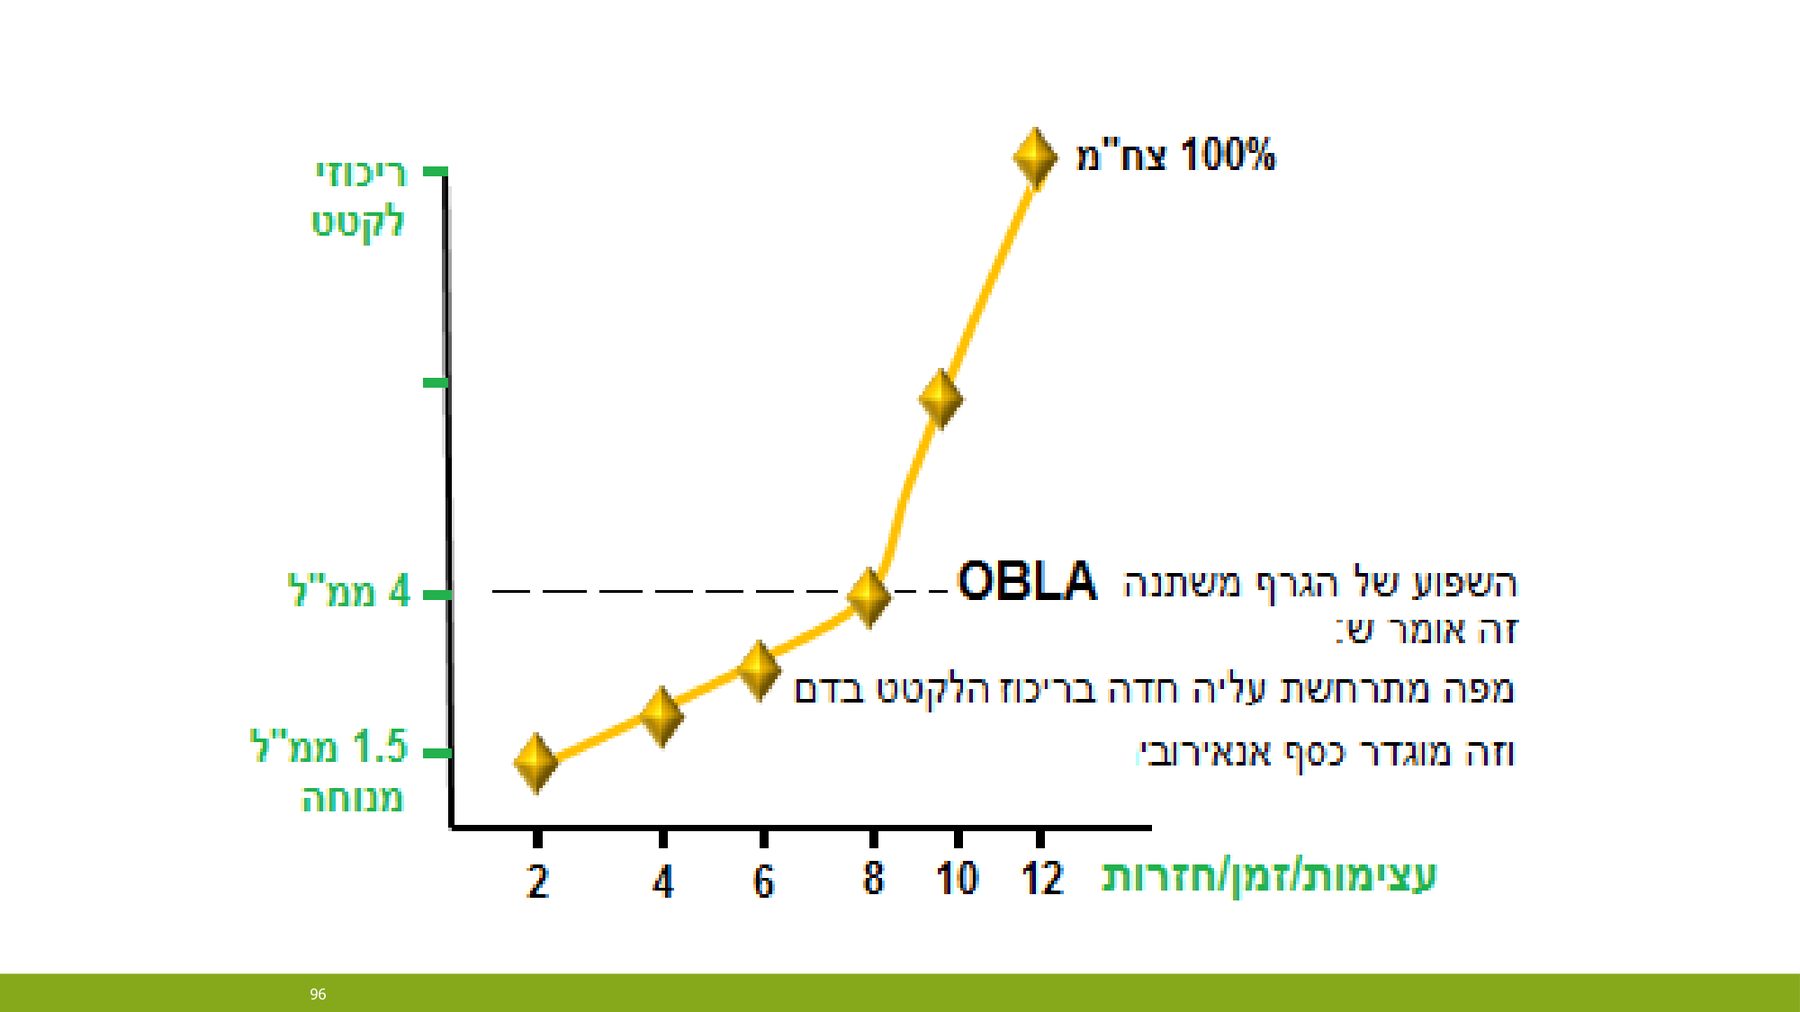 100% צח"מ
ריכוזי
לקטט
4 ממ"ל
OBLA השפוע של הגרף משתנה
זה אומר ש:
מפה מתרחשת עליה חדה בריכוז הלקטט בדם
1.5 ממ"ל
מנוחה
וזה מוגדר כסף אנאירובי
2 4 6 8 10 12
עצימות/זמן/חזרות
96